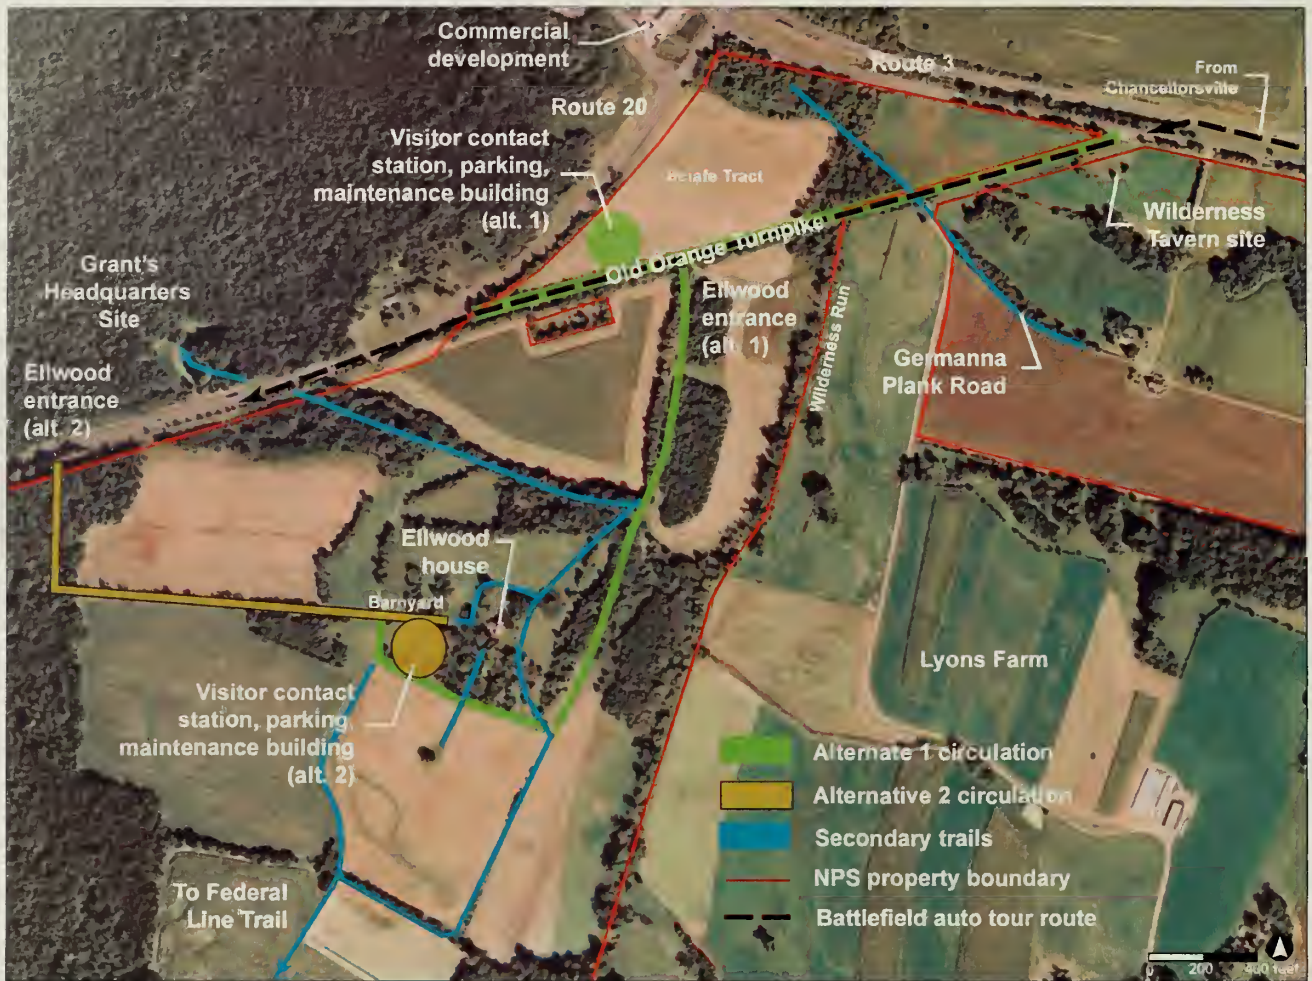 Commercial
development
Route 3
From
Chancellorsville
Route 20
Visitor contact
station, parking,
maintenance building
(alt. 1)
Tract
Wilderness
Tavern site
Old Orange Turnpike
Grant's
Headquarters
Site
Ellwood
entrance
(alt. 1)
Wilderness Run
Germanna
Plank Road
Ellwood
entrance
(alt. 2)
Ellwood
house
Barnyard
Lyons Farm
Visitor contact
station, parking,
maintenance building
(alt. 2)
To Federal
Line Trail
Alternate 1 circulation
Alternative 2 circulation
Secondary trails
NPS property boundary
Battlefield auto tour route
0 200 400 feet